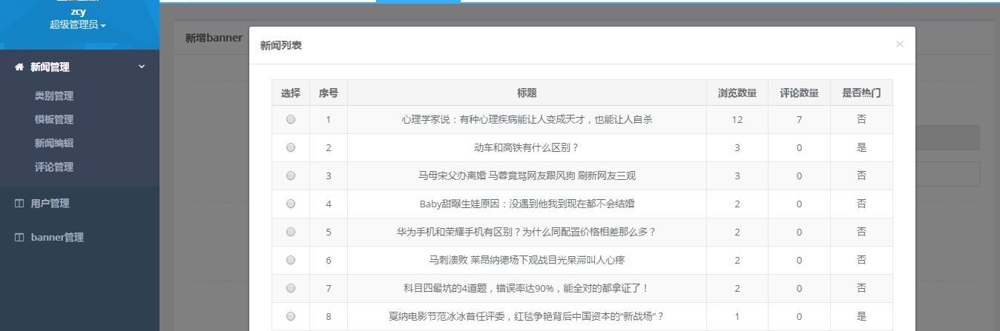 zcy
超级管理员
新闻管理
类别管理
模板管理
新闻编辑
评论管理
用户管理
banner管理
新增banner
新闻列表 ×
选择 序号 标题 浏览数量 评论数量 是否热门
1 心理学家说：有种心理疾病能让人变成天才，也能让人自杀 12 7 否
2 动车和高铁有什么区别？ 3 0 是
3 马母宋父办离婚 马蓉竟骂网友跟风狗 刷新网友三观 3 0 否
4 Baby甜曝生娃原因：没遇到他我到现在都不会结婚 2 0 否
5 华为手机和荣耀手机有区别？为什么同配置价格相差那么多？ 2 0 否
6 马刺溃败 莱昂纳德场下观战目光呆滞叫人心疼 2 0 否
7 科目四最坑的4道题，错误率达90%，能全对的都拿证了！ 2 0 否
8 戛纳电影节范冰冰首任评委，红毯争艳背后中国资本的“新战场”？ 1 0 是